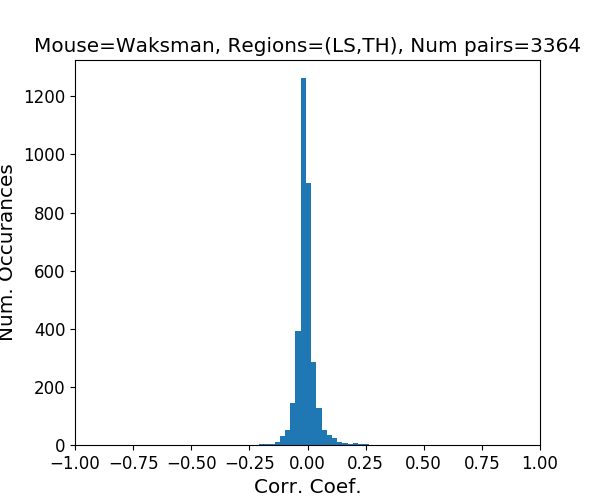 Mouse=Waksman, Regions=(LS,TH), Num pairs=3364
1200
1000
800
600
400
200
0
Num. Occurances
−1.00 −0.75 −0.50 −0.25 0.00 0.25 0.50 0.75 1.00
Corr. Coef.